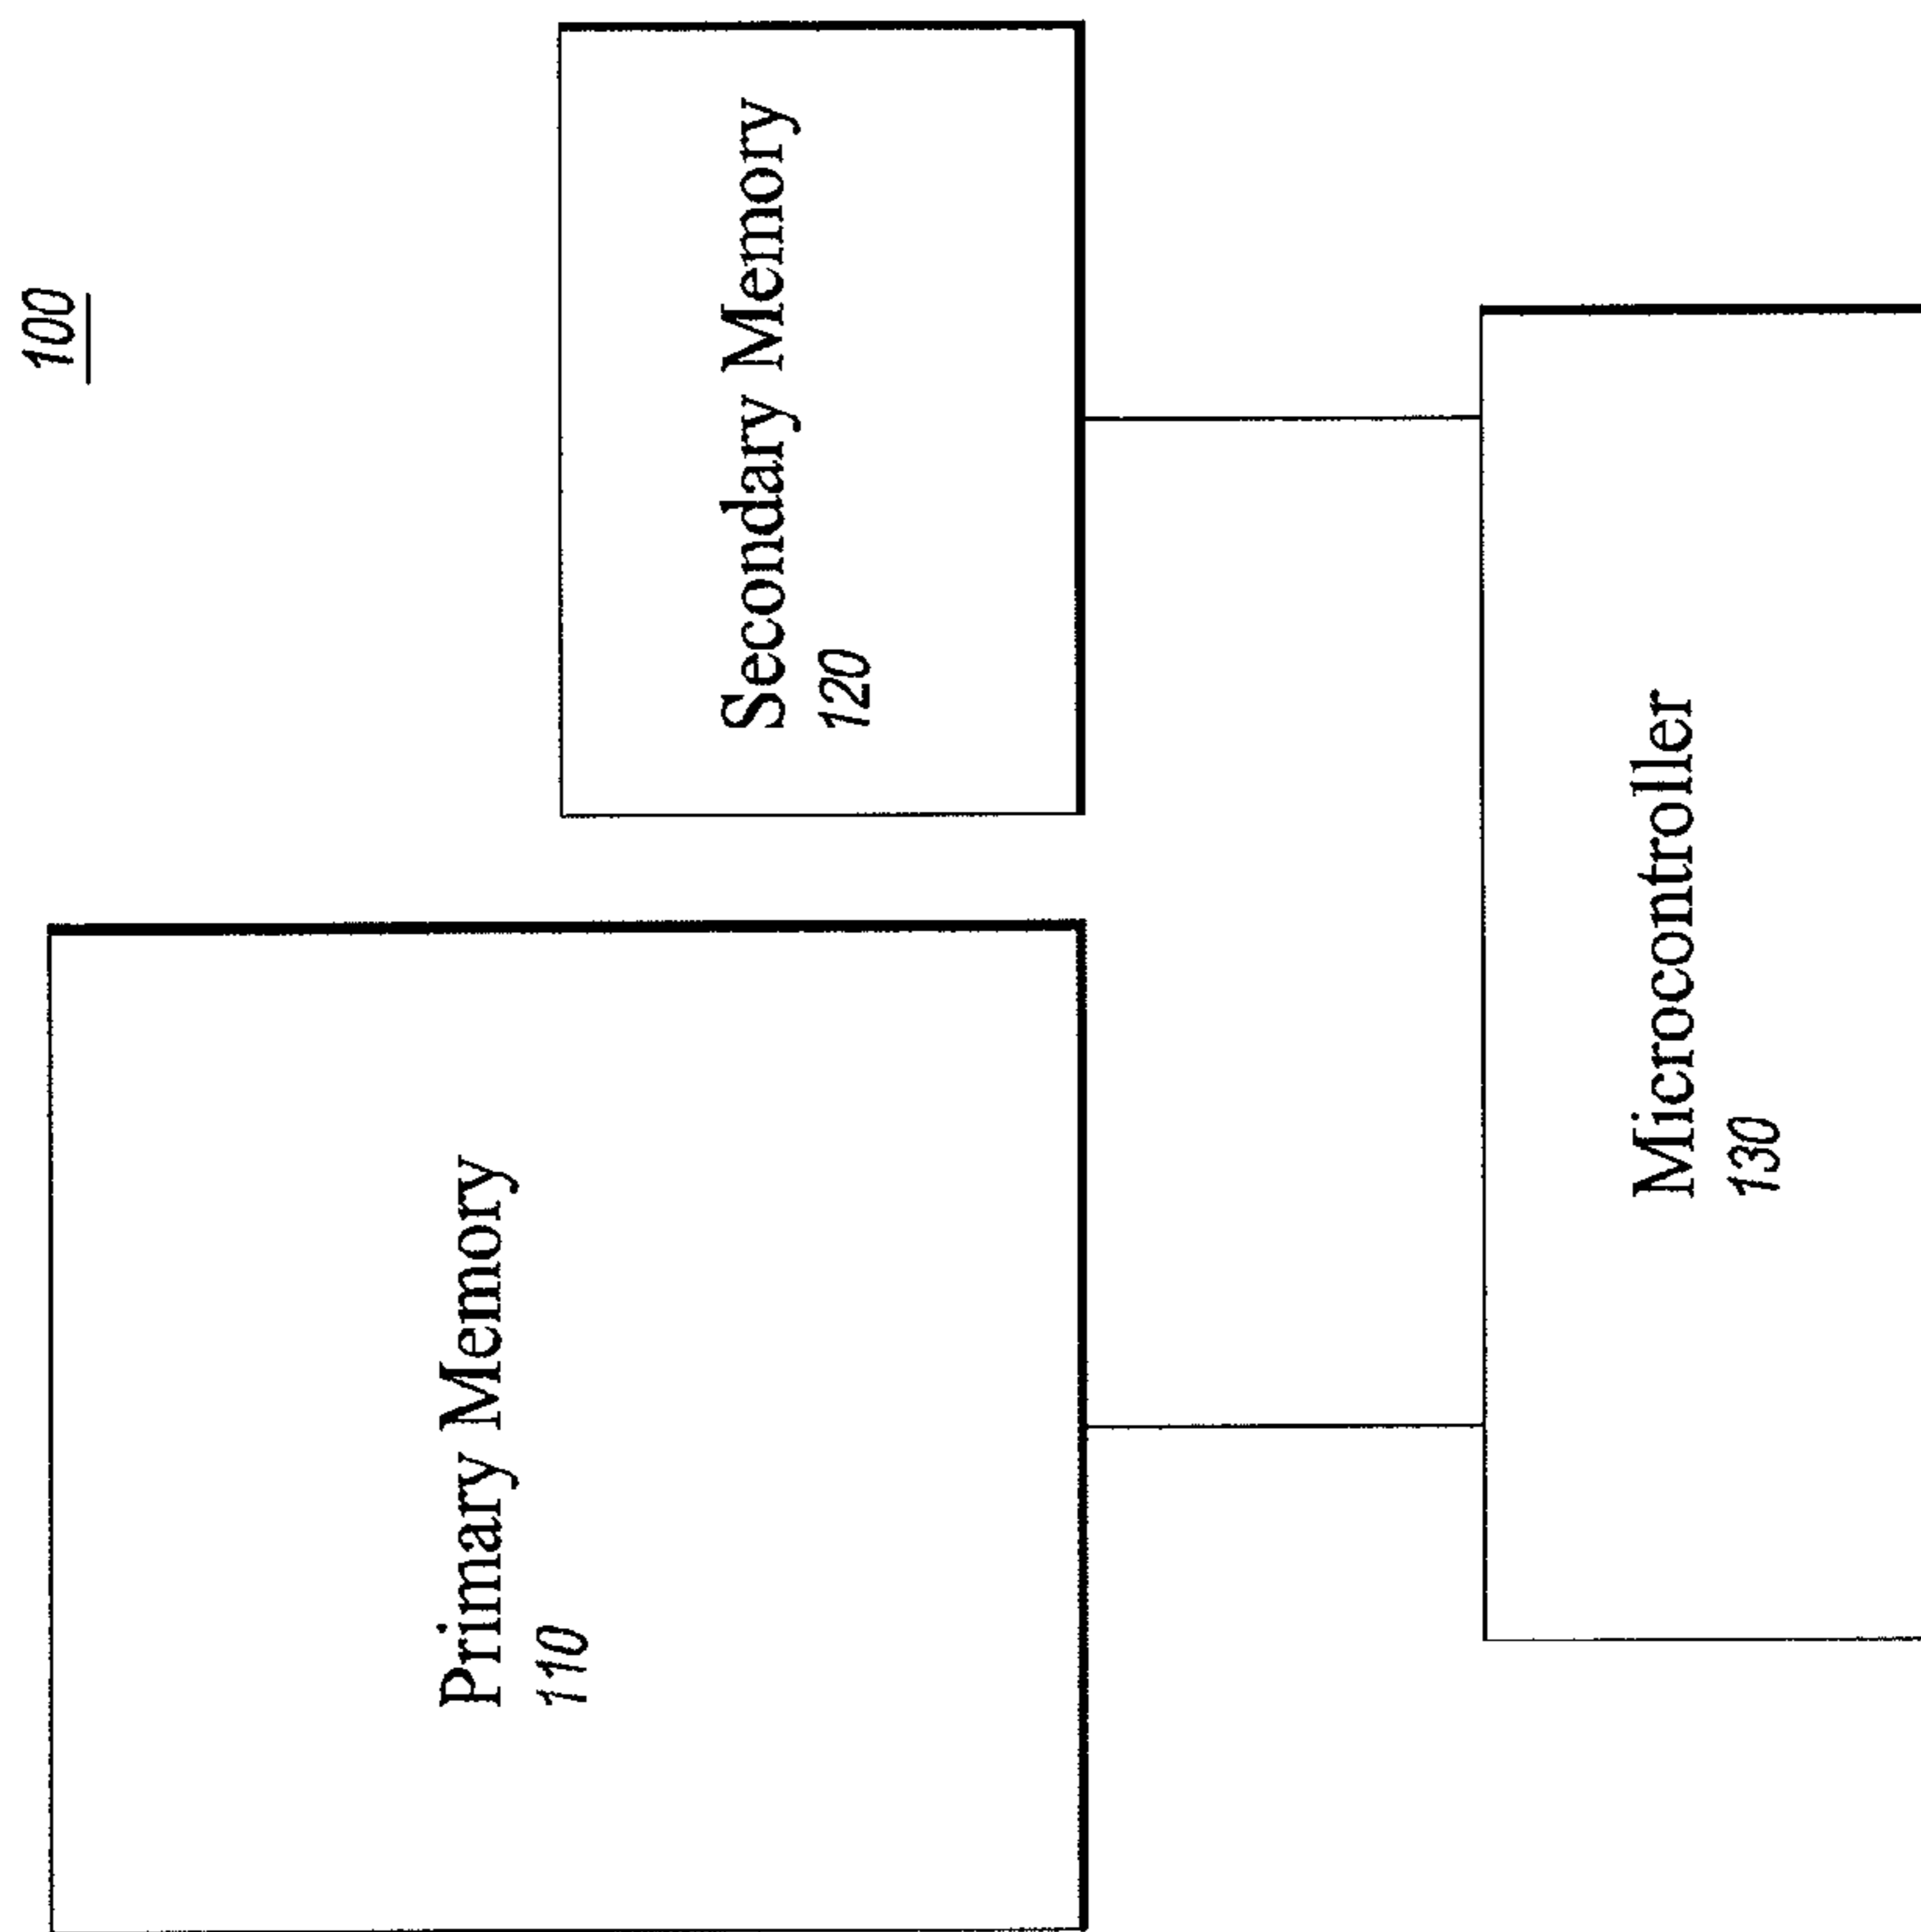 100
Primary Memory
110
Secondary Memory
120
Microcontroller
130